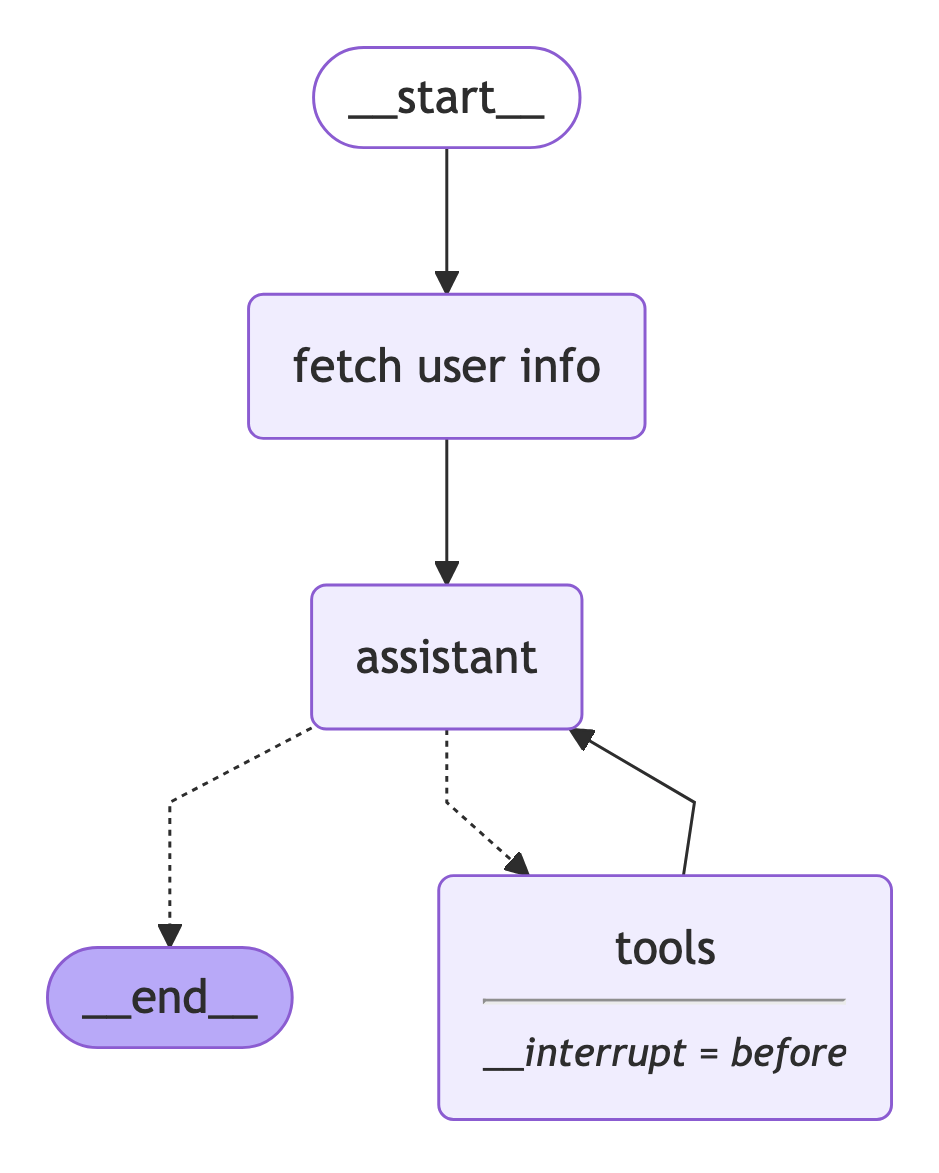 __start__
fetch user info
assistant
__end__
tools
__interrupt = before